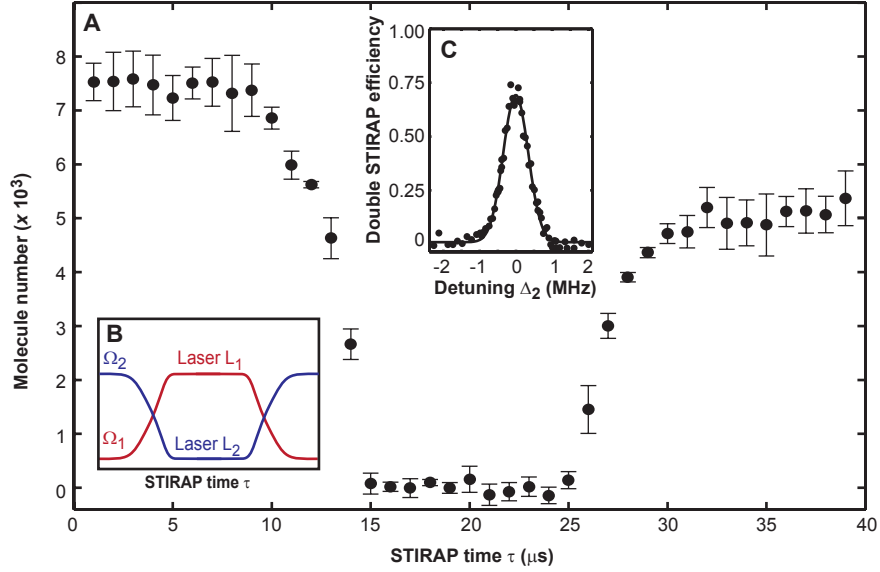 A
Molecule number (x 10³)
8
7
6
5
4
3
2
1
0
0 5 10 15 20 25 30 35 40
STIRAP time τ (μs)
B
Ω₂
Laser L₁
Ω₁
Laser L₂
STIRAP time τ
C
Double STIRAP efficiency
1.00
0.75
0.50
0.25
0
-2 -1 0 1 2
Detuning Δ₂ (MHz)